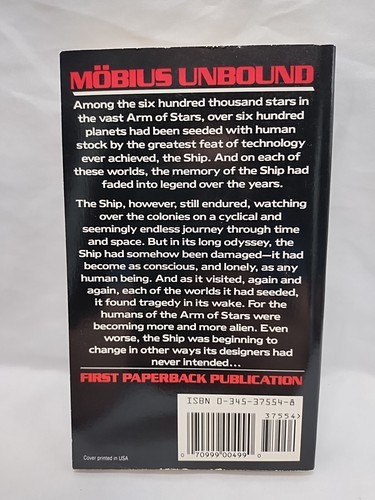 MÖBIUS UNBOUND
Among the six hundred thousand stars in
the vast Arm of Stars, over six hundred
planets had been seeded with human
stock by the greatest feat of technology
ever achieved, the Ship. And on each of
these worlds, the memory of the Ship had
faded into legend over the years.
The Ship, however, still endured, watching
over the colonies on a cyclical and
seemingly endless journey through time
and space. But in its long odyssey, the
Ship had somehow been damaged—it had
become as conscious, and lonely, as any
human being. And as it visited, again and
again, each of the worlds it had seeded,
it found tragedy in its wake. For the
humans of the Arm of Stars were
becoming more and more alien. Even
worse, the Ship was beginning to
change in other ways its designers had
never intended...
FIRST PAPERBACK PUBLICATION
ISBN 0-345-37554-8
37554
0 70999 00499 0
Cover printed in USA